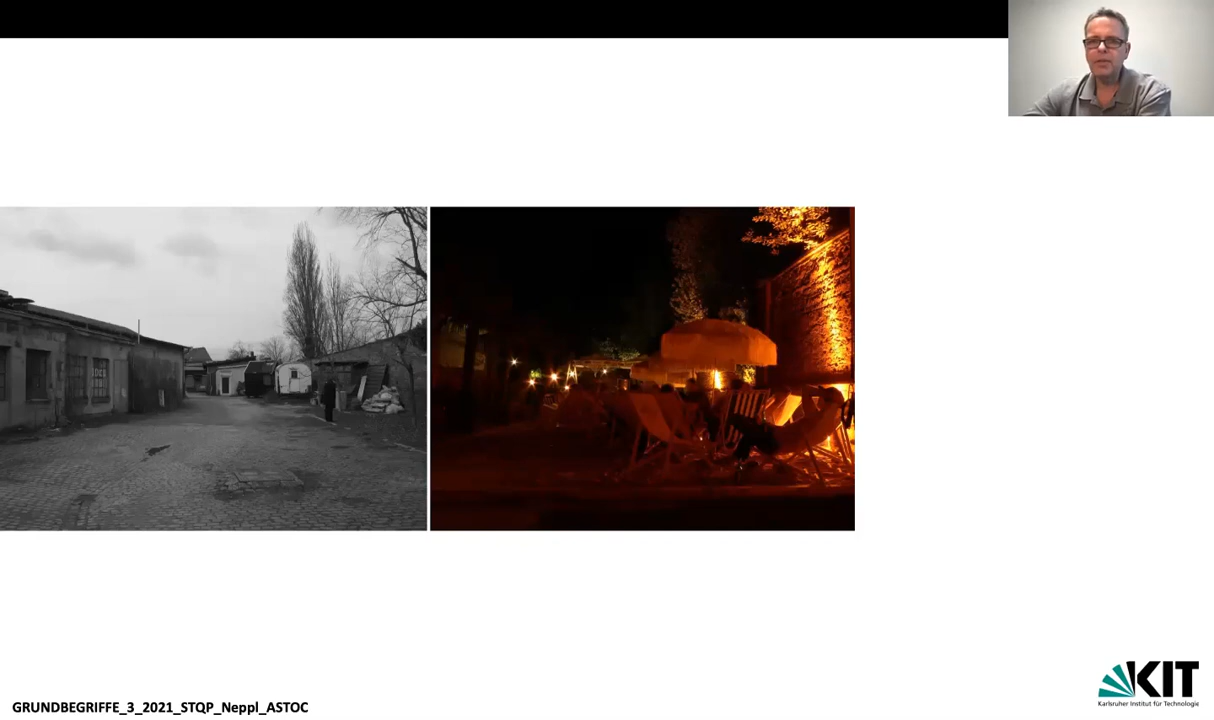 GRUNDBEGRIFFE_3_2021_STQP_Neppl_ASTOC
KIT
Karlsruher Institut für Technologie